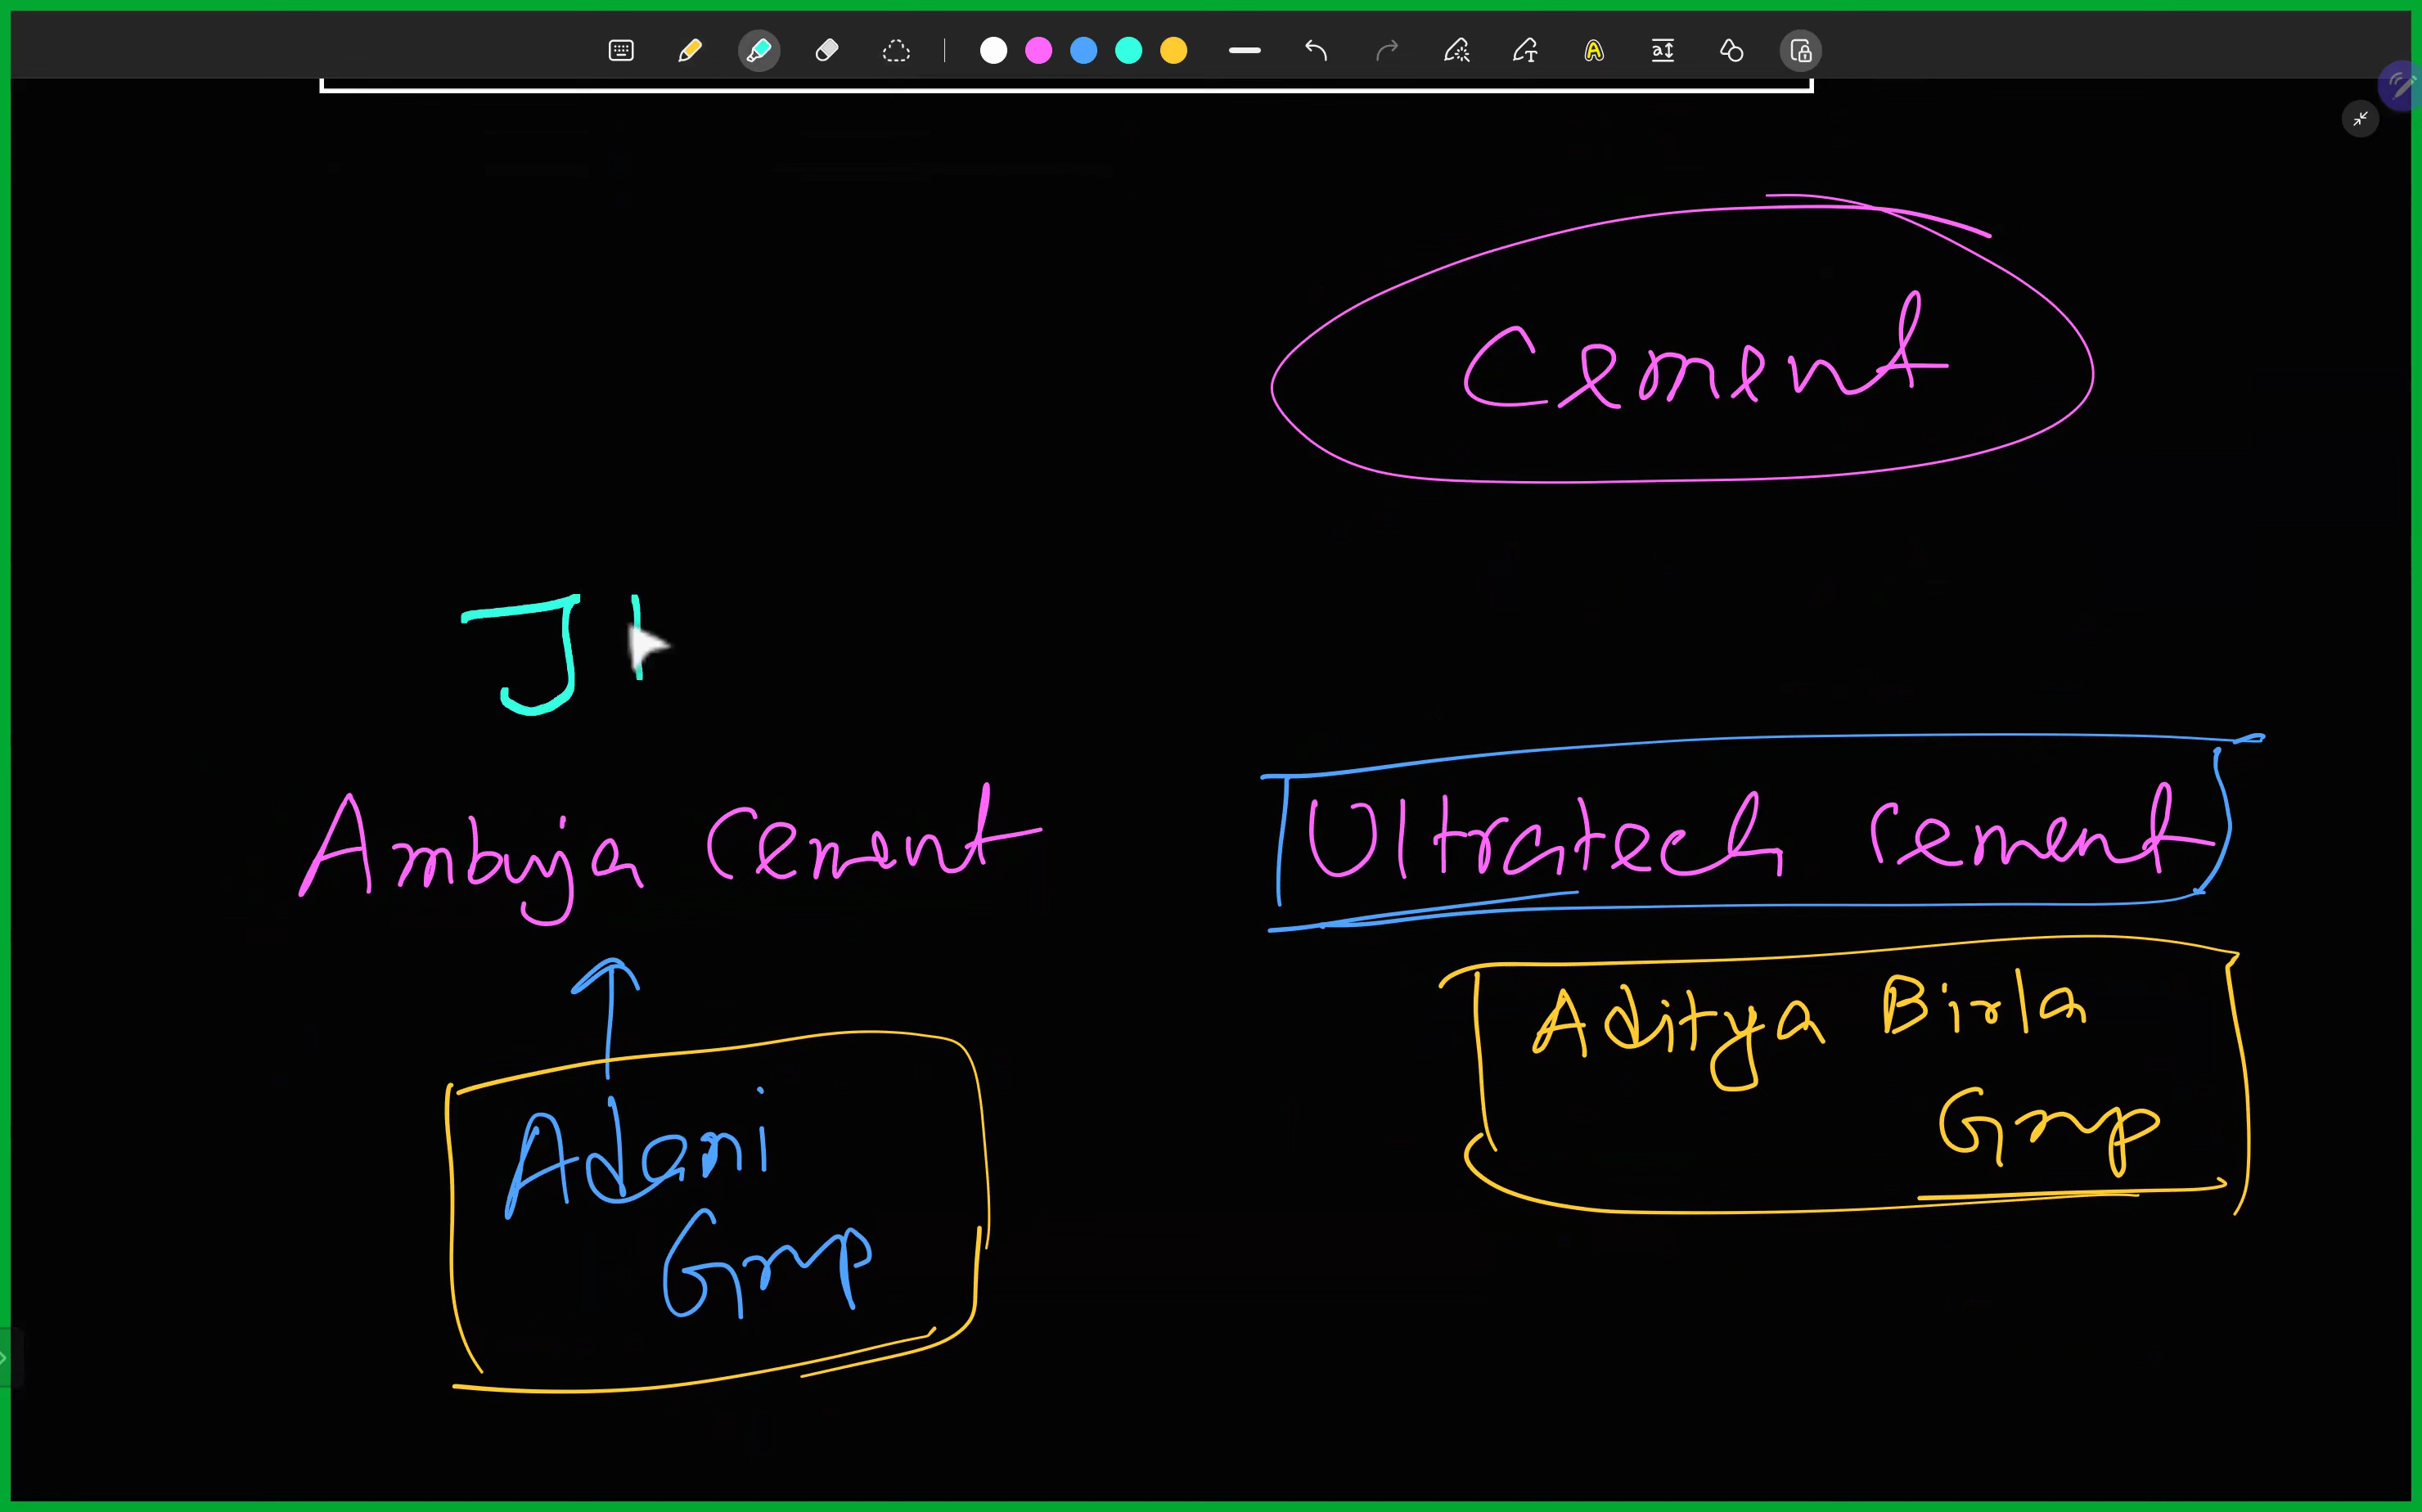 Cement
J
Ambuja Cement
Ultratech Cement
Adani
Grp
Aditya Birla
Grp